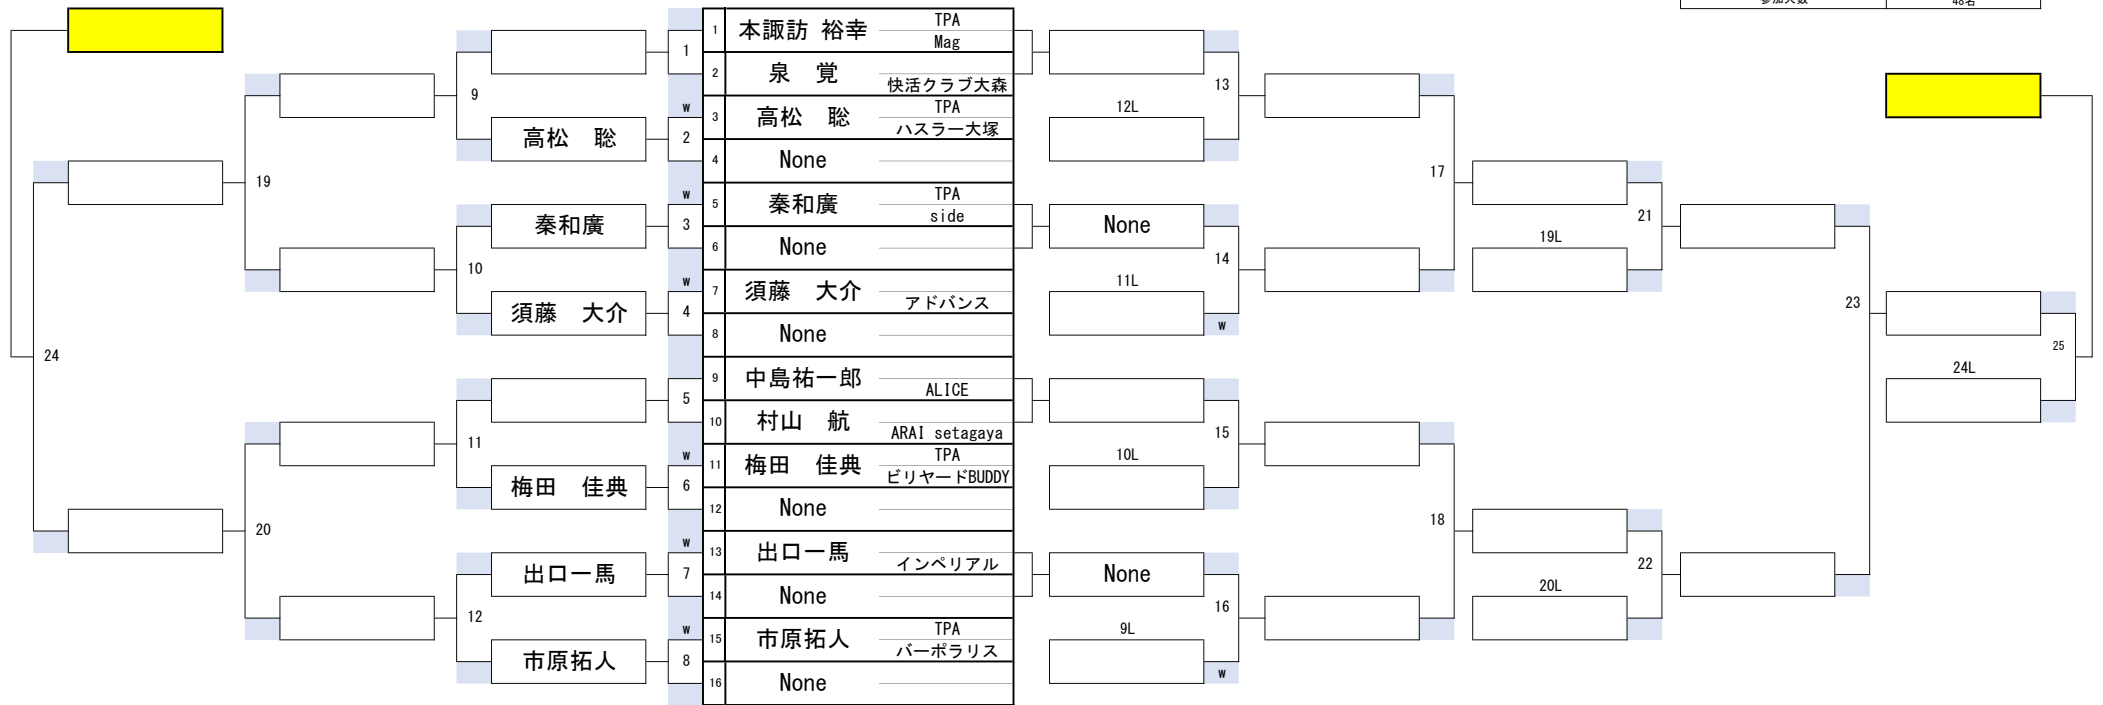 参加人数 48名
1 本諏訪 裕幸 TPA Mag
2 泉 覚 快活クラブ大森
3 高松 聡 TPA ハスラー大塚
4 None
5 秦和廣 TPA side
6 None
7 須藤 大介 アドバンス
8 None
9 中島祐一郎 ALICE
10 村山 航 ARAI setagaya
11 梅田 佳典 TPA ビリヤードBUDDY
12 None
13 出口一馬 インペリアル
14 None
15 市原拓人 TPA バーポラリス
16 None
1
W
2 高松 聡
W
3 秦和廣
W
4 須藤 大介
5
W
6 梅田 佳典
W
7 出口一馬
W
8 市原拓人
9
10
11
12
19
20
24
12L
13
None
11L
W
14
10L
15
None
9L
W
16
17
18
19L
21
20L
22
23
24L
25